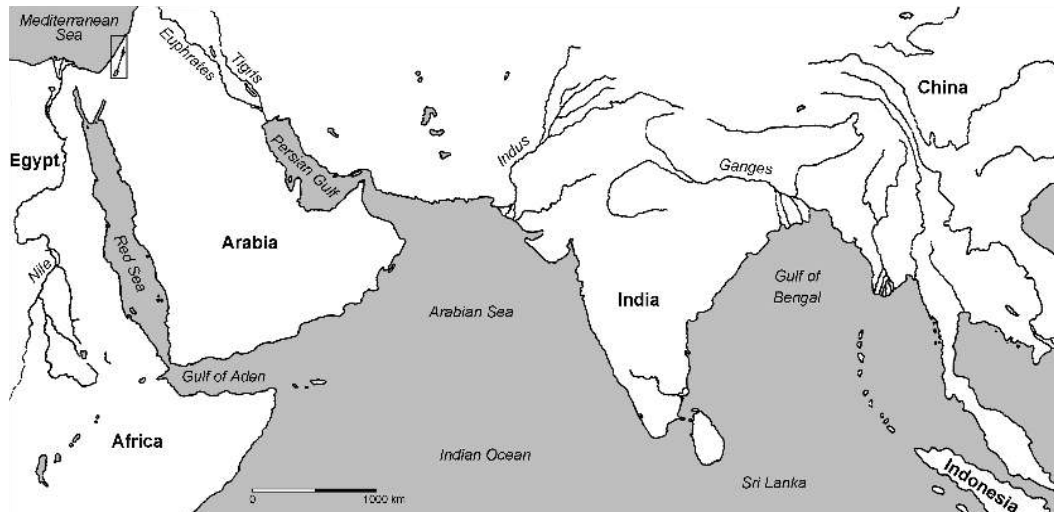 Mediterranean
Sea
Euphrates
Tigris
China
Egypt
Persian Gulf
Indus
Ganges
Red Sea
Arabia
Nile
Gulf of
Bengal
Arabian Sea
India
Gulf of Aden
Africa
Indian Ocean
Sri Lanka
Indonesia
0
1000 km